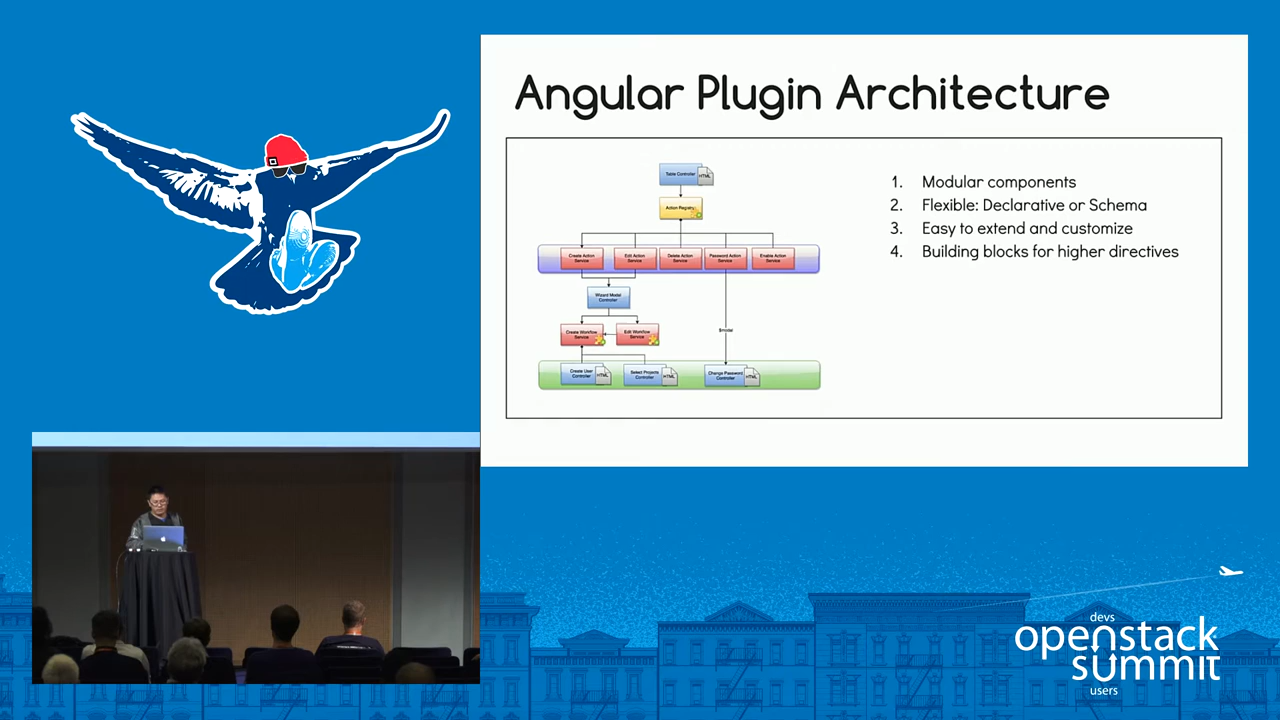 Angular Plugin Architecture
Table Controller
HTML
Action Registry
Create Action
Service
Edit Action
Service
Delete Action
Service
Password Action
Service
Enable Action
Service
Wizard Modal
Controller
Create Workflow
Service
Edit Workflow
Service
$modal
Create User
Controller
HTML
Select Projects
Controller
HTML
Change Password
Controller
HTML
1. Modular components
2. Flexible: Declarative or Schema
3. Easy to extend and customize
4. Building blocks for higher directives
devs
openstack
summit
users